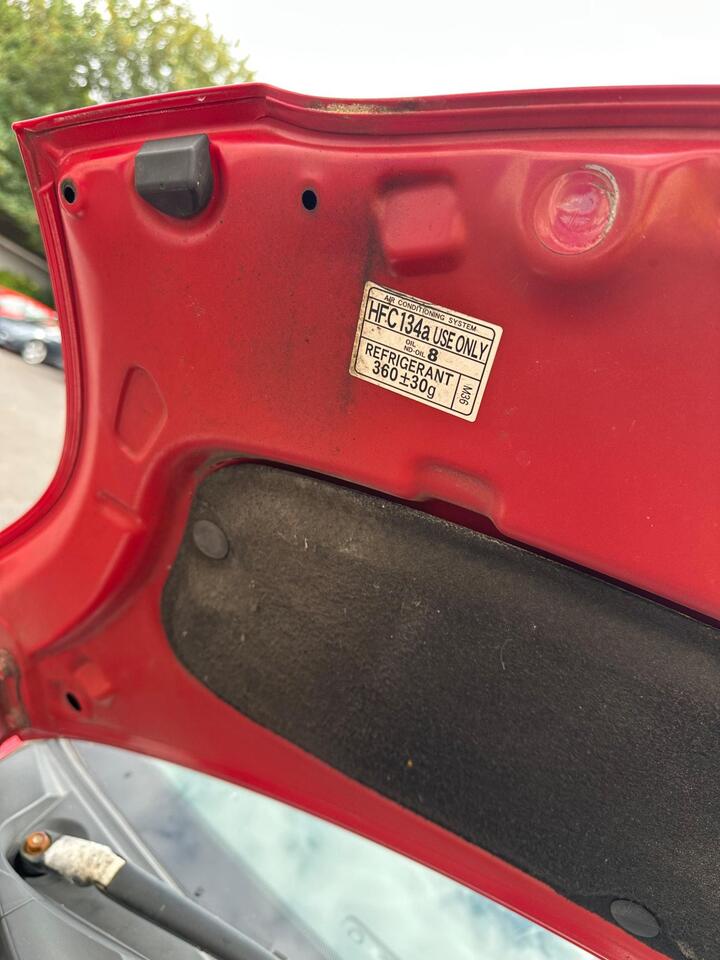 AIR CONDITIONING SYSTEM
HFC134a USE ONLY
OIL
ND-OIL 8
REFRIGERANT
360±30g
M36